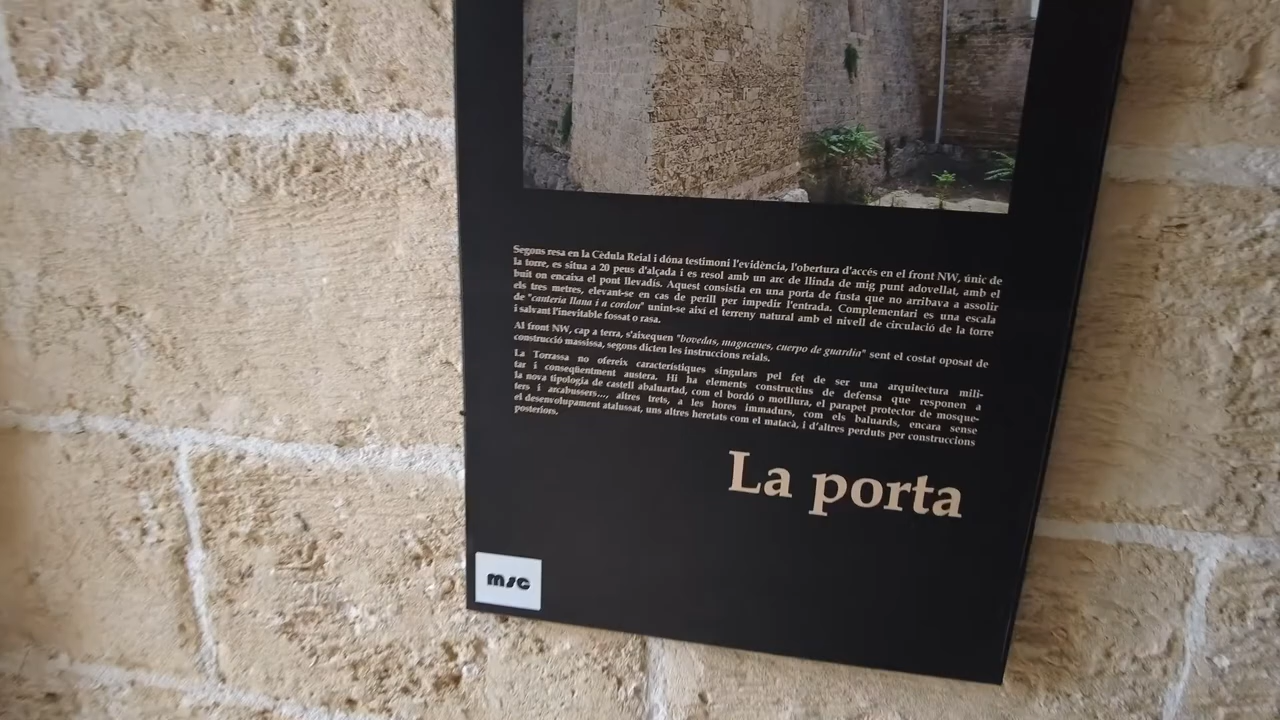 Segons resa en la Cèdula Reial i dóna testimoni l'evidència, l'obertura d'accés en el front NW, únic de
la torre, es situa a 20 peus d'alçada i es resol amb un arc de llinda de mig punt adovellat, amb el
buit on encaixa el pont llevadís. Aquest consistia en una porta de fusta que no arribava a assolir
els tres metres, elevant-se en cas de perill per impedir l'entrada. Complementari es una escala
de "canteria llana i a cordon" unint-se així el terreny natural amb el nivell de circulació de la torre
i salvant l'inevitable fossat o rasa.
Al front NW, cap a terra, s'aixequen "bovedas, magacenes, cuerpo de guardia" sent el costat oposat de
construcció massissa, segons dicten les instruccions reials.
La Torrassa no ofereix característiques singulars pel fet de ser una arquitectura mili-
tar i conseqüentment austera. Hi ha elements constructius de defensa que responen a
la nova tipologia de castell abaluartad, com el bordó o motllura, el parapet protector de mosque-
ters i arcabussers..., altres trets, a les hores immadurs, com els baluards, encara sense
el desenvolupament atalussat, uns altres heretats com el matacà, i d'altres perduts per construccions
posteriors.
La porta
msc